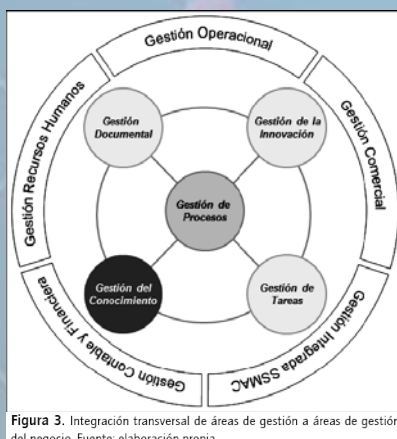 Gestión Operacional
Gestión Recursos Humanos
Gestión Comercial
Gestión
Documental
Gestión de la
Innovación
Gestión de
Procesos
Gestión del
Conocimiento
Gestión de
Tareas
Gestión Contable y Financiera
Gestión Integrada SSMAC
Figura 3. Integración transversal de áreas de gestión a áreas de gestión
del negocio. Fuente: elaboración propia